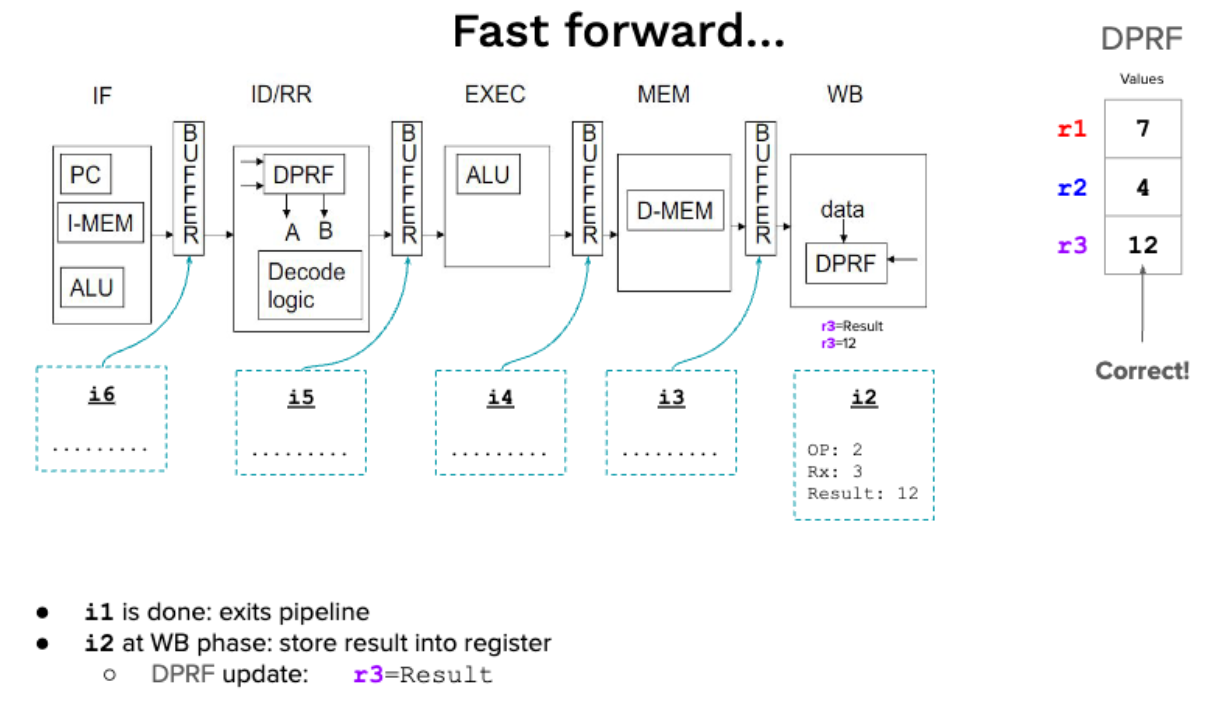 Fast forward...
DPRF
Values
r1 7
r2 4
r3 12
Correct!
IF ID/RR EXEC MEM WB
BUFFER BUFFER BUFFER BUFFER
PC
I-MEM
ALU
DPRF
A B
Decode
logic
ALU
D-MEM
data
DPRF
r3=Result
r3=12
i6
.........
i5
.........
i4
.........
i3
.........
i2
OP: 2
Rx: 3
Result: 12
● i1 is done: exits pipeline
● i2 at WB phase: store result into register
○ DPRF update: r3=Result